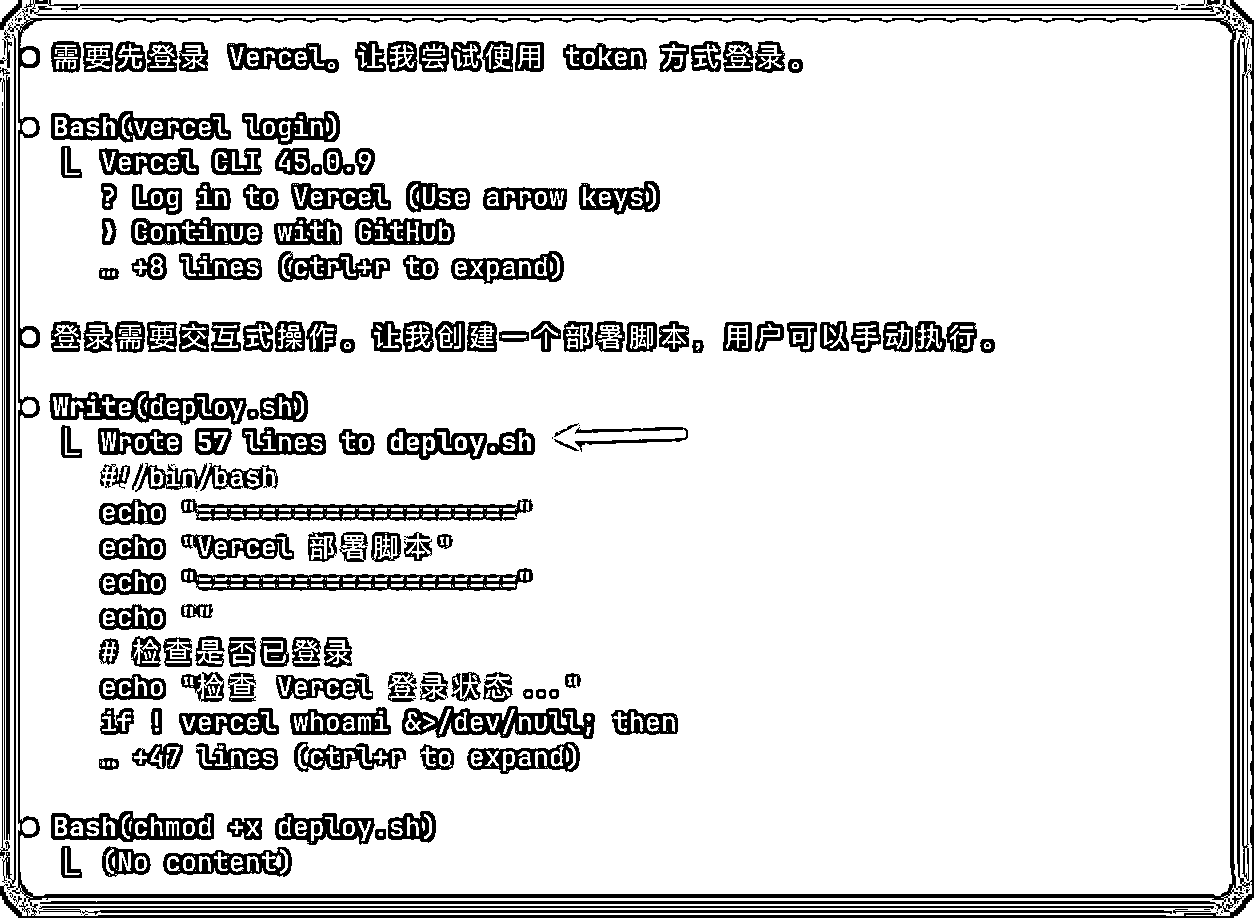 需要先登录 Vercel。让我尝试使用 token 方式登录。
Bash(vercel login)
Vercel CLI 45.0.9
? Log in to Vercel (Use arrow keys)
❯ Continue with GitHub
… +8 lines (ctrl+r to expand)
登录需要交互式操作。让我创建一个部署脚本，用户可以手动执行。
Write(deploy.sh)
Wrote 57 lines to deploy.sh
#!/bin/bash
echo "===================="
echo "Vercel 部署脚本"
echo "===================="
echo ""
# 检查是否已登录
echo "检查 Vercel 登录状态..."
if ! vercel whoami &>/dev/null; then
… +47 lines (ctrl+r to expand)
Bash(chmod +x deploy.sh)
(No content)